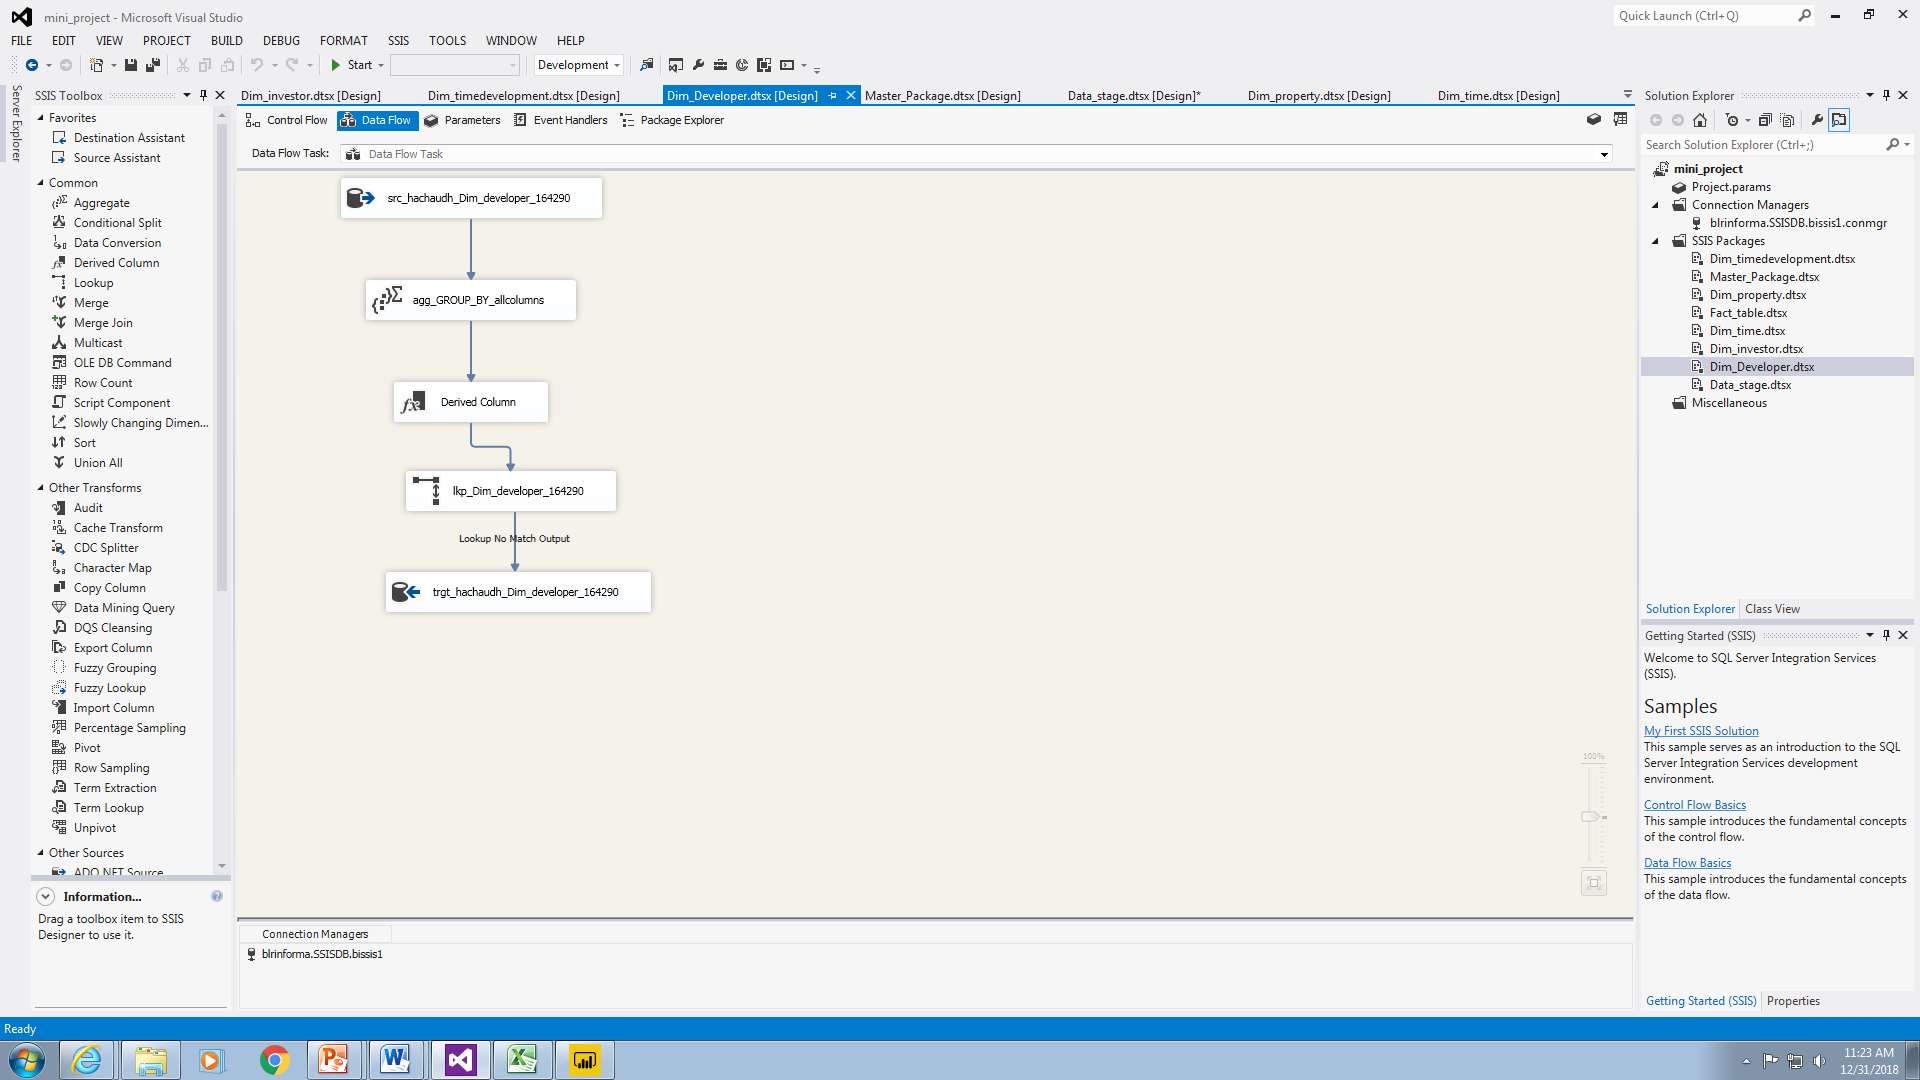 mini_project - Microsoft Visual Studio
Quick Launch (Ctrl+Q)
FILE EDIT VIEW PROJECT BUILD DEBUG FORMAT SSIS TOOLS WINDOW HELP
Start
Development
Server Explorer
SSIS Toolbox
Favorites
Destination Assistant
Source Assistant
Common
Aggregate
Conditional Split
Data Conversion
Derived Column
Lookup
Merge
Merge Join
Multicast
OLE DB Command
Row Count
Script Component
Slowly Changing Dimen...
Sort
Union All
Other Transforms
Audit
Cache Transform
CDC Splitter
Character Map
Copy Column
Data Mining Query
DQS Cleansing
Export Column
Fuzzy Grouping
Fuzzy Lookup
Import Column
Percentage Sampling
Pivot
Row Sampling
Term Extraction
Term Lookup
Unpivot
Other Sources
ADO NET Source
Information...
Drag a toolbox item to SSIS
Designer to use it.
Dim_investor.dtsx [Design] Dim_timedevelopment.dtsx [Design] Dim_Developer.dtsx [Design] Master_Package.dtsx [Design] Data_stage.dtsx [Design]* Dim_property.dtsx [Design] Dim_time.dtsx [Design]
Control Flow Data Flow Parameters Event Handlers Package Explorer
Data Flow Task: Data Flow Task
src_hachaudh_Dim_developer_164290
agg_GROUP_BY_allcolumns
Derived Column
lkp_Dim_developer_164290
Lookup No Match Output
trgt_hachaudh_Dim_developer_164290
100%
Connection Managers
blrinforma.SSISDB.bissis1
Solution Explorer
Search Solution Explorer (Ctrl+;)
mini_project
Project.params
Connection Managers
blrinforma.SSISDB.bissis1.conmgr
SSIS Packages
Dim_timedevelopment.dtsx
Master_Package.dtsx
Dim_property.dtsx
Fact_table.dtsx
Dim_time.dtsx
Dim_investor.dtsx
Dim_Developer.dtsx
Data_stage.dtsx
Miscellaneous
Solution Explorer Class View
Getting Started (SSIS)
Welcome to SQL Server Integration Services
(SSIS).
Samples
My First SSIS Solution
This sample serves as an introduction to the SQL
Server Integration Services development
environment.
Control Flow Basics
This sample introduces the fundamental concepts
of the control flow.
Data Flow Basics
This sample introduces the fundamental concepts
of the data flow.
Getting Started (SSIS) Properties
Ready
11:23 AM
12/31/2018